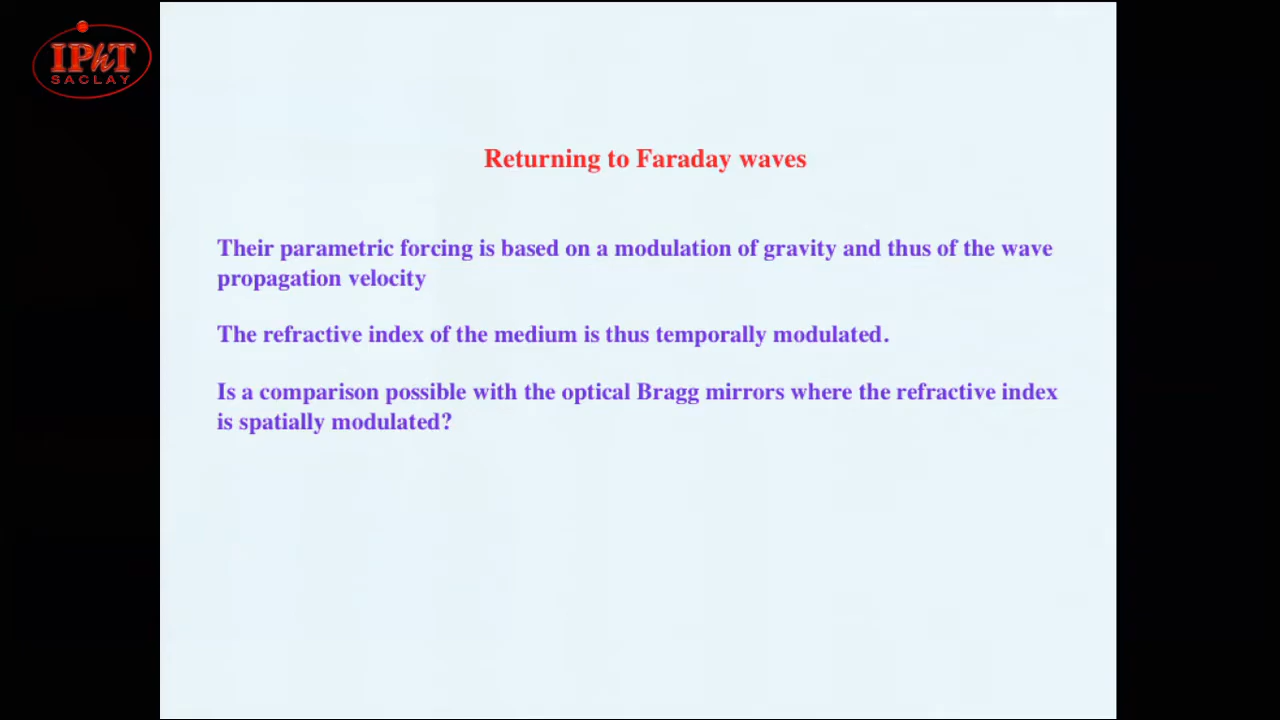 IPhT
SACLAY
Returning to Faraday waves
Their parametric forcing is based on a modulation of gravity and thus of the wave
propagation velocity
The refractive index of the medium is thus temporally modulated.
Is a comparison possible with the optical Bragg mirrors where the refractive index
is spatially modulated?